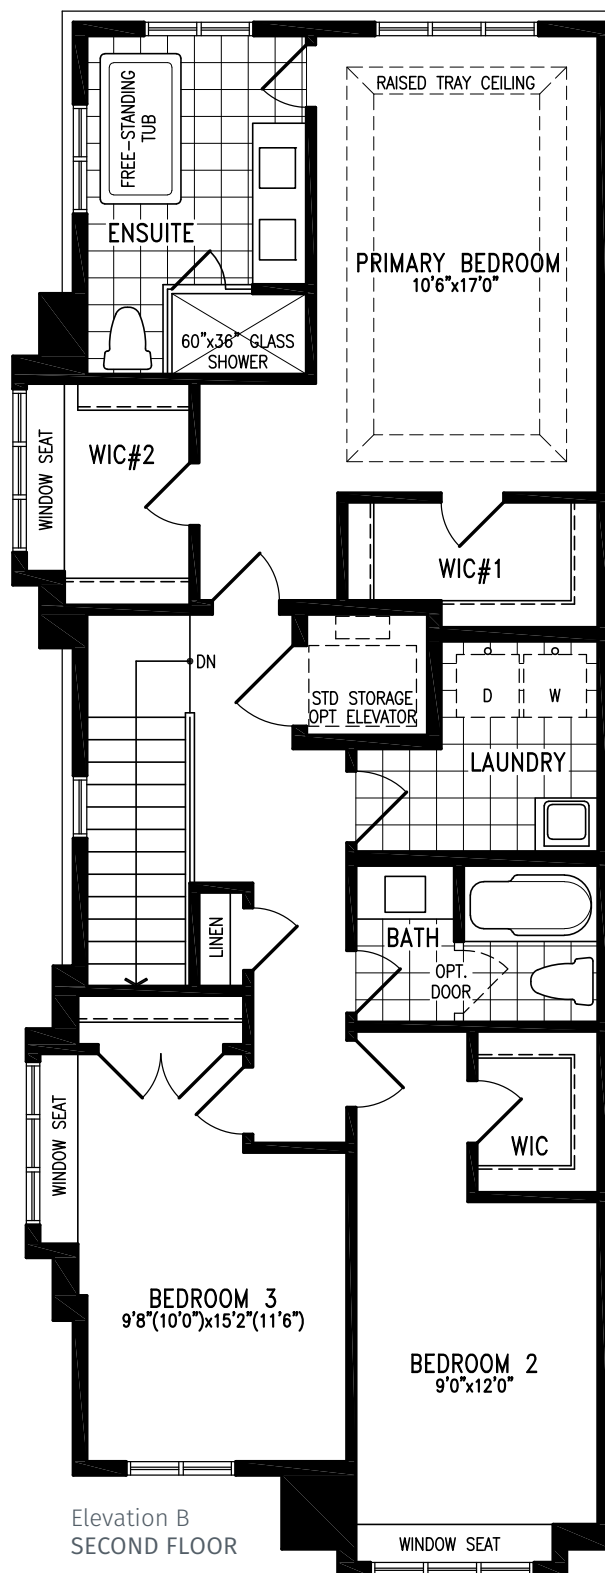 RAISED TRAY CEILING
FREE-STANDING
TUB
ENSUITE
PRIMARY BEDROOM
10'6"x17'0"
60"x36" GLASS
SHOWER
WINDOW SEAT
WIC#2
WIC#1
DN
STD STORAGE
OPT ELEVATOR
D
W
LAUNDRY
LINEN
BATH
OPT.
DOOR
WINDOW SEAT
WIC
BEDROOM 3
9'8"(10'0")x15'2"(11'6")
BEDROOM 2
9'0"x12'0"
Elevation B
SECOND FLOOR
WINDOW SEAT